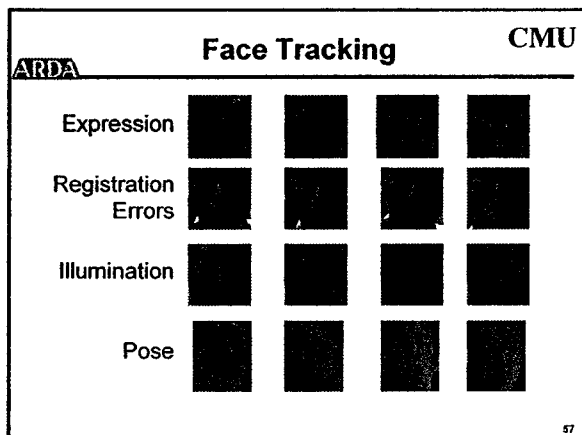 Face Tracking
CMU
ARDA
Expression
Registration
Errors
Illumination
Pose
57